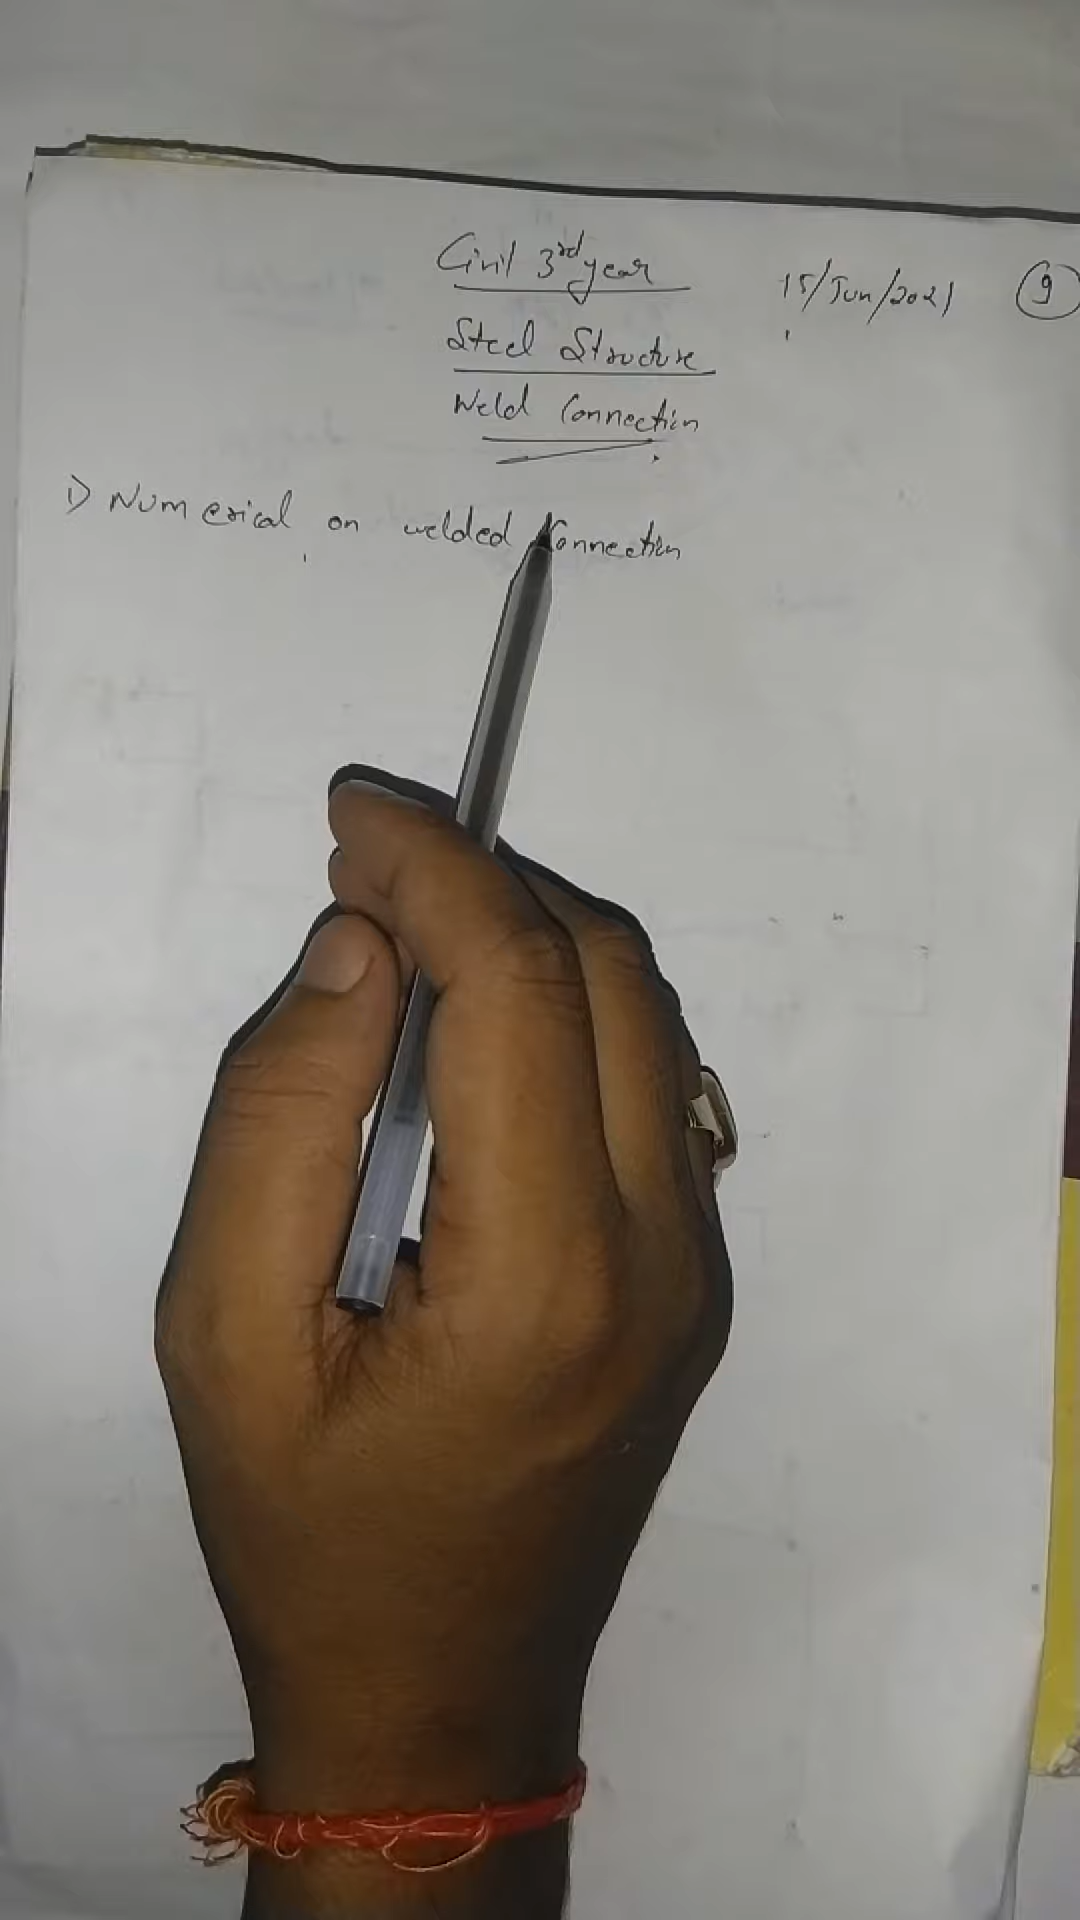 Civil 3rd year
15/Jun/2021
9
Steel Structure
Weld Connection
1) Numerical on welded Connection